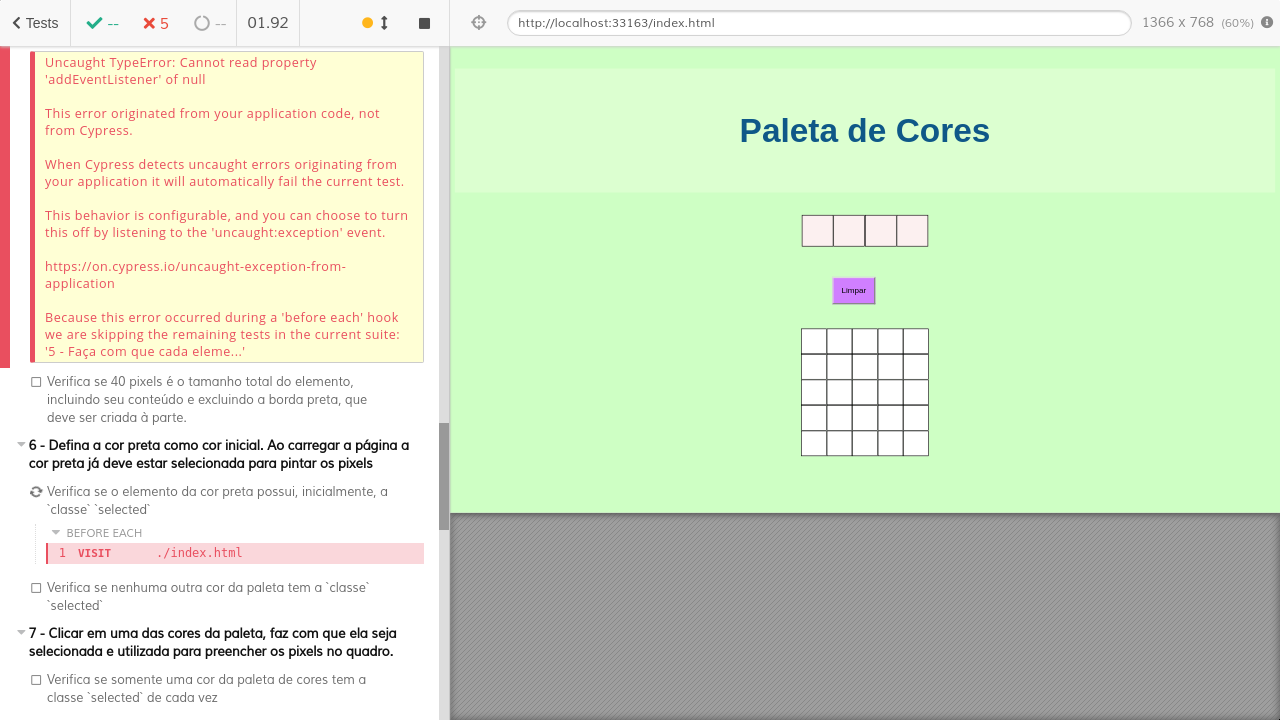 Tests
--
5
--
01.92
http://localhost:33163/index.html
1366 x 768 (60%)
Uncaught TypeError: Cannot read property
'addEventListener' of null
This error originated from your application code, not
from Cypress.
When Cypress detects uncaught errors originating from
your application it will automatically fail the current test.
This behavior is configurable, and you can choose to turn
this off by listening to the 'uncaught:exception' event.
https://on.cypress.io/uncaught-exception-from-
application
Because this error occurred during a 'before each' hook
we are skipping the remaining tests in the current suite:
'5 - Faça com que cada eleme...'
Verifica se 40 pixels é o tamanho total do elemento,
incluindo seu conteúdo e excluindo a borda preta, que
deve ser criada à parte.
6 - Defina a cor preta como cor inicial. Ao carregar a página a
cor preta já deve estar selecionada para pintar os pixels
Verifica se o elemento da cor preta possui, inicialmente, a
`classe` `selected`
BEFORE EACH
1 VISIT ./index.html
Verifica se nenhuma outra cor da paleta tem a `classe`
`selected`
7 - Clicar em uma das cores da paleta, faz com que ela seja
selecionada e utilizada para preencher os pixels no quadro.
Verifica se somente uma cor da paleta de cores tem a
classe `selected` de cada vez
Paleta de Cores
Limpar